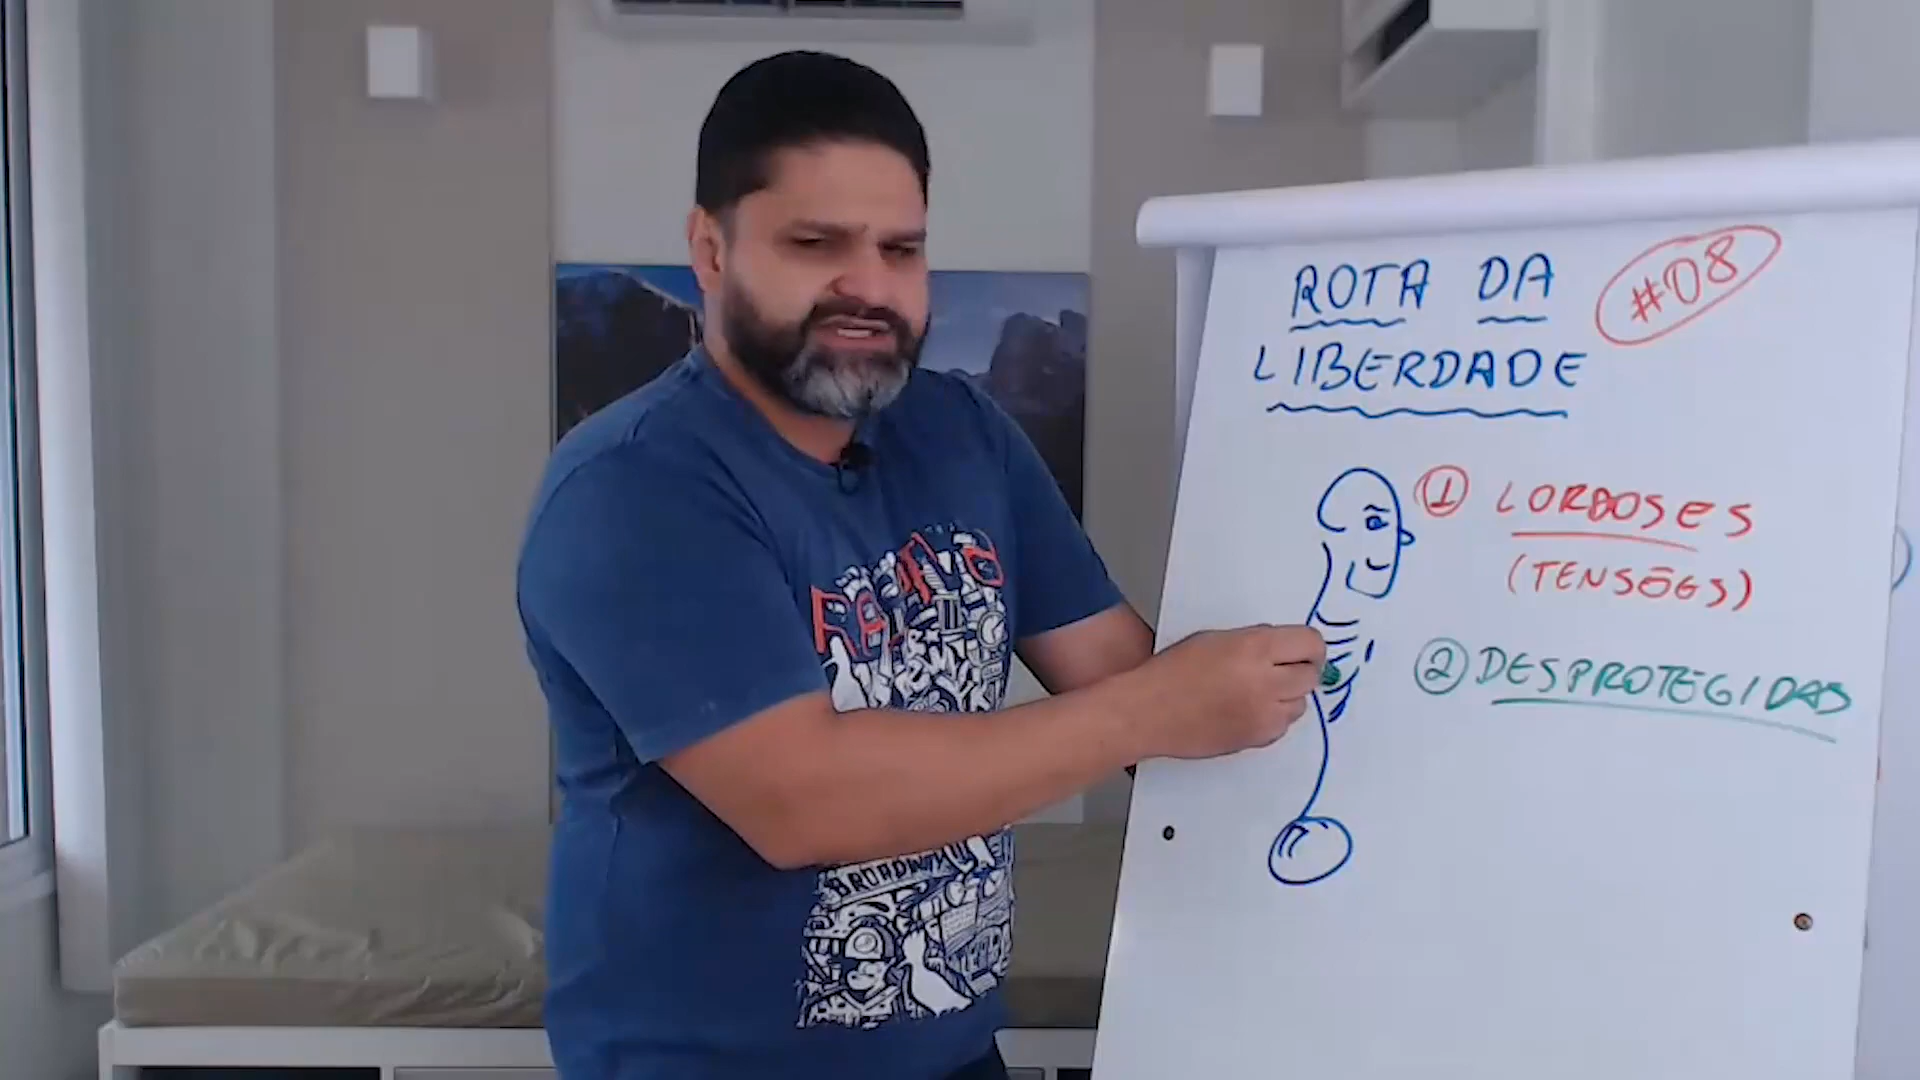 ROTA DA
#08
LIBERDADE
1 LORDOSES
(TENSÕES)
2 DESPROTEGIDAS